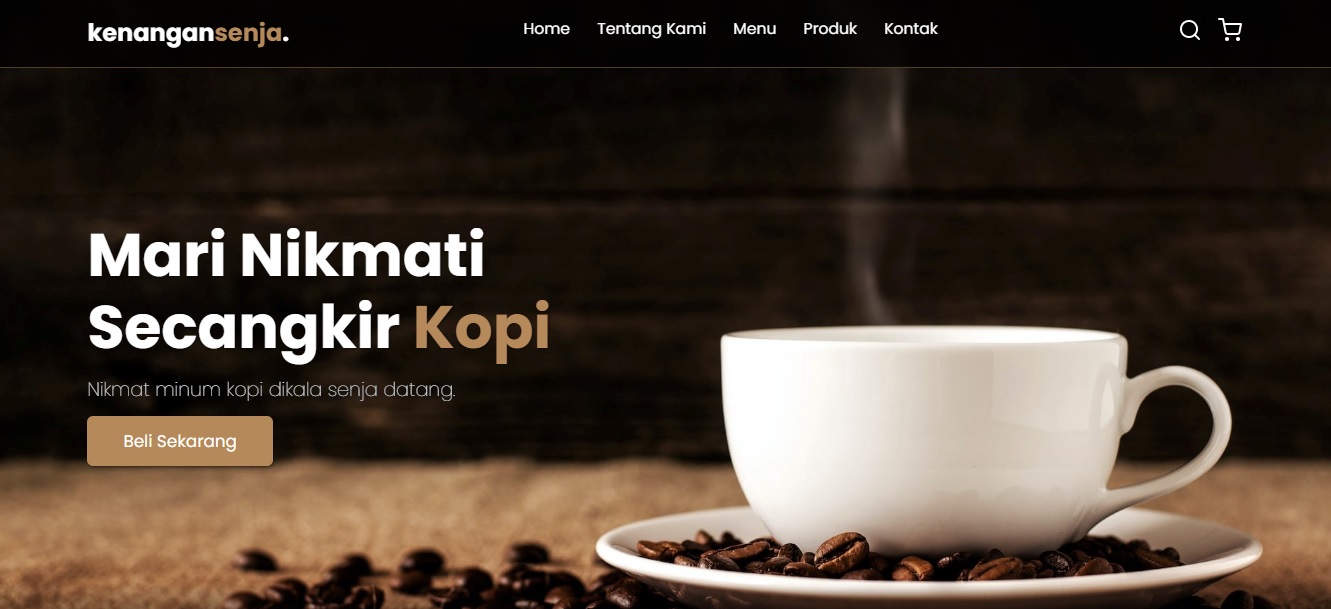 kenangansenja.
Home Tentang Kami Menu Produk Kontak
Mari Nikmati
Secangkir Kopi
Nikmat minum kopi dikala senja datang.
Beli Sekarang